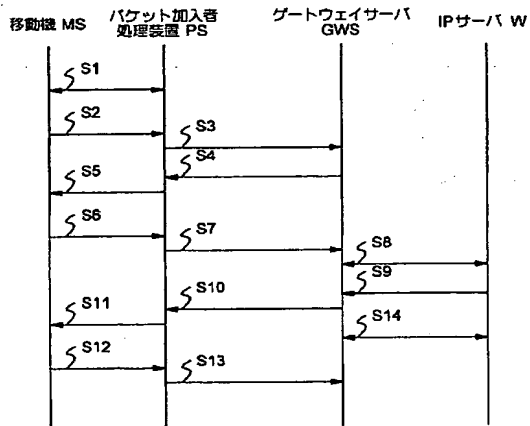 移動機 MS
パケット加入者
処理装置 PS
ゲートウェイサーバ
GWS
IPサーバ W
S1
S2
S3
S4
S5
S6
S7
S8
S9
S10
S11
S14
S12
S13